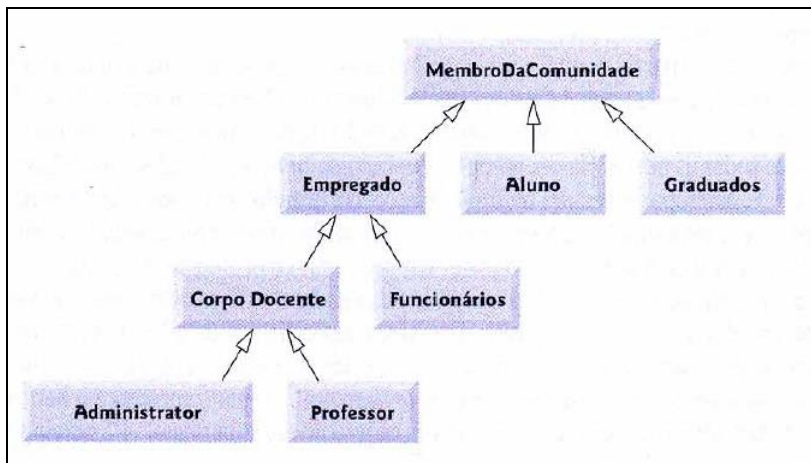 MembroDaComunidade
Empregado
Aluno
Graduados
Corpo Docente
Funcionários
Administrator
Professor